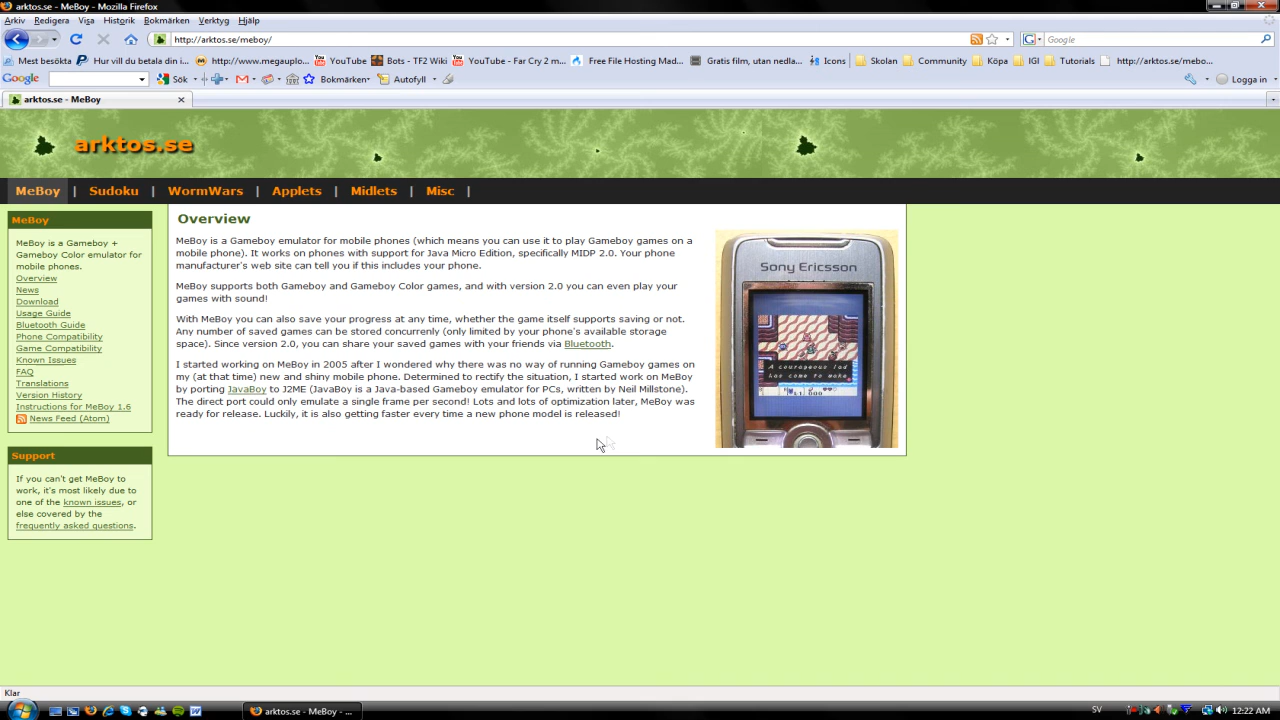 arktos.se - MeBoy - Mozilla Firefox
Arkiv Redigera Visa Historik Bokmärken Verktyg Hjälp
http://arktos.se/meboy/
Google
Mest besökta Hur vill du betala din i... http://www.megauplo... YouTube Bots - TF2 Wiki YouTube - Far Cry 2 m... Free File Hosting Mad... Gratis film, utan nedla... Icons Skolan Community Köpa IGI Tutorials http://arktos.se/mebo...
Google Sök Bokmärken Autofyll Logga in
arktos.se - MeBoy
arktos.se
MeBoy | Sudoku | WormWars | Applets | Midlets | Misc |
MeBoy
MeBoy is a Gameboy +
Gameboy Color emulator for
mobile phones.
Overview
News
Download
Usage Guide
Bluetooth Guide
Phone Compatibility
Game Compatibility
Known Issues
FAQ
Translations
Version History
Instructions for MeBoy 1.6
News Feed (Atom)
Support
If you can't get MeBoy to
work, it's most likely due to
one of the known issues, or
else covered by the
frequently asked questions.
Overview
MeBoy is a Gameboy emulator for mobile phones (which means you can use it to play Gameboy games on a
mobile phone). It works on phones with support for Java Micro Edition, specifically MIDP 2.0. Your phone
manufacturer's web site can tell you if this includes your phone.
MeBoy supports both Gameboy and Gameboy Color games, and with version 2.0 you can even play your
games with sound!
With MeBoy you can also save your progress at any time, whether the game itself supports saving or not.
Any number of saved games can be stored concurrenly (only limited by your phone's available storage
space). Since version 2.0, you can share your saved games with your friends via Bluetooth.
I started working on MeBoy in 2005 after I wondered why there was no way of running Gameboy games on
my (at that time) new and shiny mobile phone. Determined to rectify the situation, I started work on MeBoy
by porting JavaBoy to J2ME (JavaBoy is a Java-based Gameboy emulator for PCs, written by Neil Millstone).
The direct port could only emulate a single frame per second! Lots and lots of optimization later, MeBoy was
ready for release. Luckily, it is also getting faster every time a new phone model is released!
Sony Ericsson
A courageous lad
has come to make
Klar
arktos.se - MeBoy - ...
SV
12:22 AM